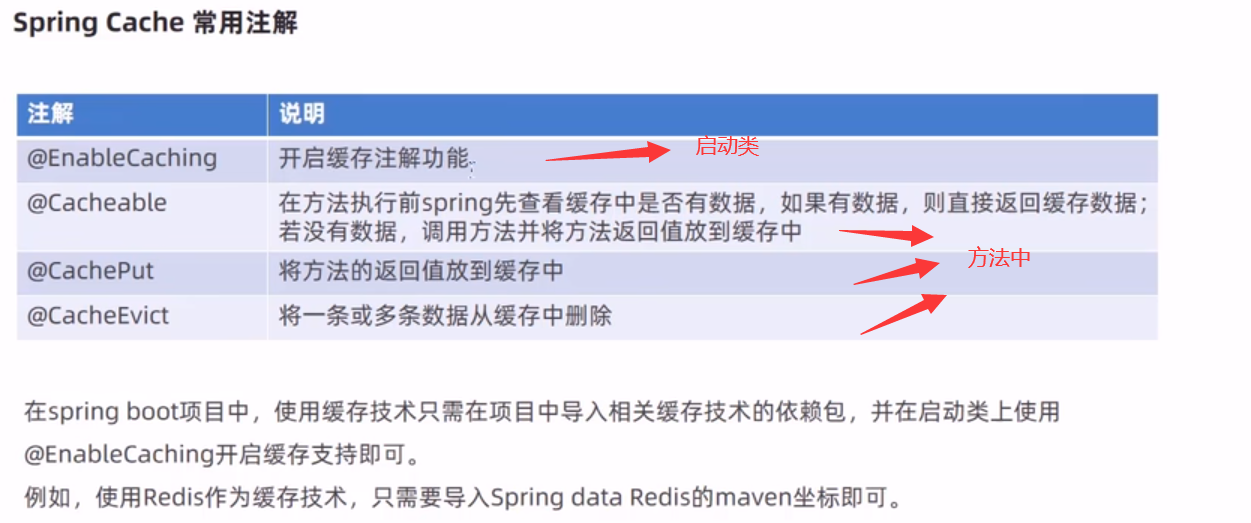 Spring Cache 常用注解
注解 说明
@EnableCaching 开启缓存注解功能 启动类
@Cacheable 在方法执行前spring先查看缓存中是否有数据，如果有数据，则直接返回缓存数据；
若没有数据，调用方法并将方法返回值放到缓存中
方法中
@CachePut 将方法的返回值放到缓存中
@CacheEvict 将一条或多条数据从缓存中删除
在spring boot项目中，使用缓存技术只需在项目中导入相关缓存技术的依赖包，并在启动类上使用
@EnableCaching开启缓存支持即可。
例如，使用Redis作为缓存技术，只需要导入Spring data Redis的maven坐标即可。